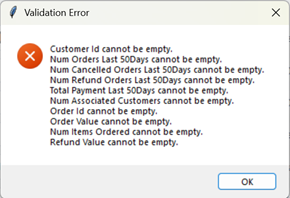 Validation Error
Customer Id cannot be empty.
Num Orders Last 50Days cannot be empty.
Num Cancelled Orders Last 50Days cannot be empty.
Num Refund Orders Last 50Days cannot be empty.
Total Payment Last 50Days cannot be empty.
Num Associated Customers cannot be empty.
Order Id cannot be empty.
Order Value cannot be empty.
Num Items Ordered cannot be empty.
Refund Value cannot be empty.
OK